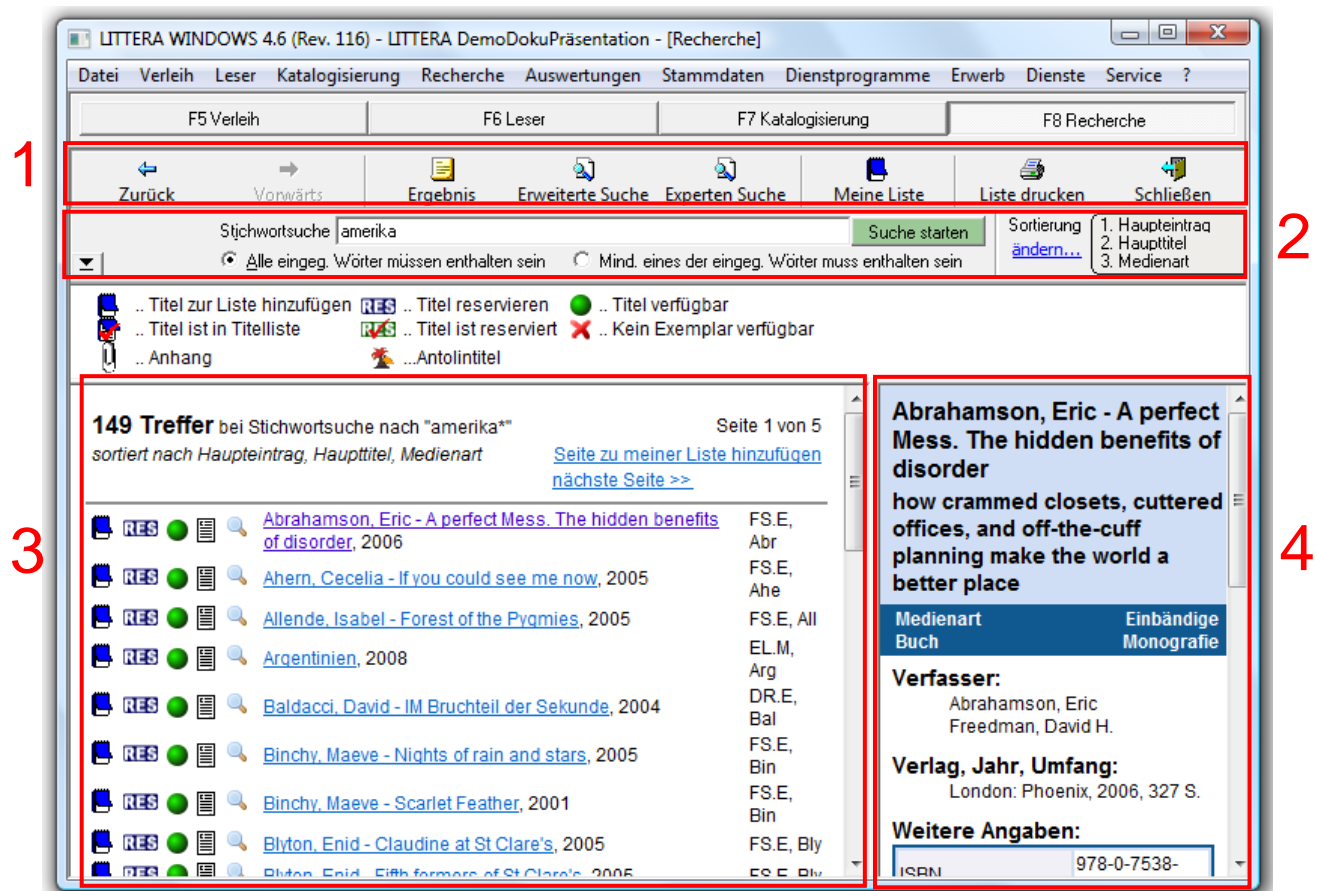 LITTERA WINDOWS 4.6 (Rev. 116) - LITTERA DemoDokuPräsentation - [Recherche]
Datei Verleih Leser Katalogisierung Recherche Auswertungen Stammdaten Dienstprogramme Erwerb Dienste Service ?
F5 Verleih F6 Leser F7 Katalogisierung F8 Recherche
1
Zurück Vorwärts Ergebnis Erweiterte Suche Experten Suche Meine Liste Liste drucken Schließen
2
Stichwortsuche amerika Suche starten
Alle eingeg. Wörter müssen enthalten sein Mind. eines der eingeg. Wörter muss enthalten sein
Sortierung
ändern...
1. Haupteintrag
2. Haupttitel
3. Medienart
.. Titel zur Liste hinzufügen RES .. Titel reservieren .. Titel verfügbar
.. Titel ist in Titelliste RES .. Titel ist reserviert .. Kein Exemplar verfügbar
.. Anhang ...Antolintitel
3
149 Treffer bei Stichwortsuche nach "amerika*" Seite 1 von 5
sortiert nach Haupteintrag, Haupttitel, Medienart Seite zu meiner Liste hinzufügen
nächste Seite >>
RES Abrahamson, Eric - A perfect Mess. The hidden benefits FS.E,
of disorder, 2006 Abr
RES Ahern, Cecelia - If you could see me now, 2005 FS.E,
Ahe
RES Allende, Isabel - Forest of the Pygmies, 2005 FS.E, All
RES Argentinien, 2008 EL.M,
Arg
RES Baldacci, David - IM Bruchteil der Sekunde, 2004 DR.E,
Bal
RES Binchy, Maeve - Nights of rain and stars, 2005 FS.E,
Bin
RES Binchy, Maeve - Scarlet Feather, 2001 FS.E,
Bin
RES Blyton, Enid - Claudine at St Clare's, 2005 FS.E, Bly
RES Blyton, Enid - Fifth formers of St Clare's, 2005 FS.E, Bly
4
Abrahamson, Eric - A perfect
Mess. The hidden benefits of
disorder
how crammed closets, cuttered
offices, and off-the-cuff
planning make the world a
better place
Medienart Einbändige
Buch Monografie
Verfasser:
Abrahamson, Eric
Freedman, David H.
Verlag, Jahr, Umfang:
London: Phoenix, 2006, 327 S.
Weitere Angaben:
ISBN 978-0-7538-